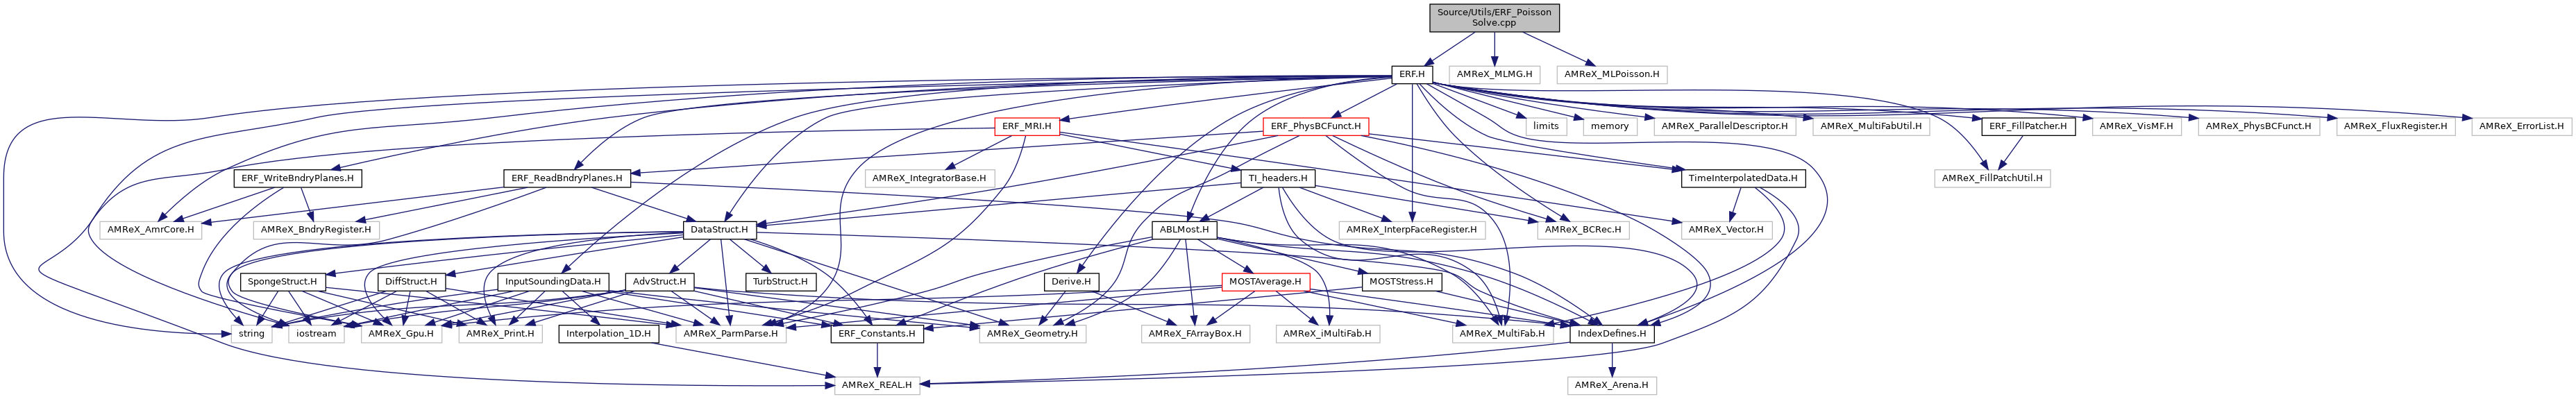 Source/Utils/ERF_Poisson
Solve.cpp
ERF.H
AMReX_MLMG.H
AMReX_MLPoisson.H
ERF_MRI.H
ERF_PhysBCFunct.H
limits
memory
AMReX_ParallelDescriptor.H
AMReX_MultiFabUtil.H
ERF_FillPatcher.H
AMReX_VisMF.H
AMReX_PhysBCFunct.H
AMReX_FluxRegister.H
AMReX_ErrorList.H
ERF_WriteBndryPlanes.H
ERF_ReadBndryPlanes.H
AMReX_IntegratorBase.H
TI_headers.H
TimeInterpolatedData.H
AMReX_FillPatchUtil.H
AMReX_AmrCore.H
AMReX_BndryRegister.H
DataStruct.H
ABLMost.H
AMReX_InterpFaceRegister.H
AMReX_BCRec.H
AMReX_Vector.H
SpongeStruct.H
DiffStruct.H
InputSoundingData.H
AdvStruct.H
TurbStruct.H
Derive.H
MOSTAverage.H
MOSTStress.H
string
iostream
AMReX_Gpu.H
AMReX_Print.H
Interpolation_1D.H
AMReX_ParmParse.H
ERF_Constants.H
AMReX_Geometry.H
AMReX_FArrayBox.H
AMReX_iMultiFab.H
AMReX_MultiFab.H
IndexDefines.H
AMReX_REAL.H
AMReX_Arena.H